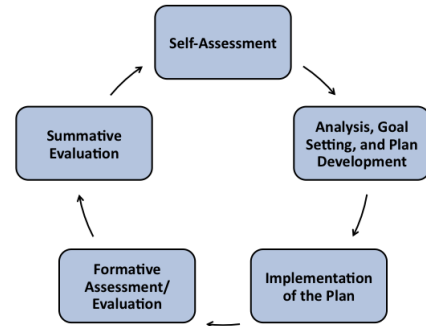 Self-Assessment
Analysis, Goal
Setting, and Plan
Development
Implementation
of the Plan
Formative
Assessment/
Evaluation
Summative
Evaluation